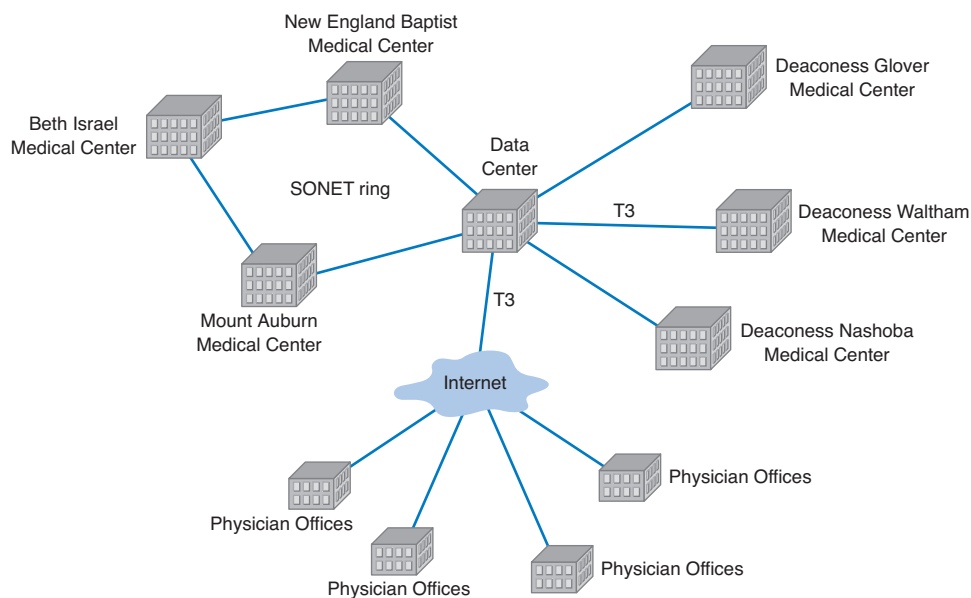 New England Baptist
Medical Center
Deaconess Glover
Medical Center
Beth Israel
Medical Center
Data
Center
SONET ring
T3
Deaconess Waltham
Medical Center
Mount Auburn
Medical Center
T3
Deaconess Nashoba
Medical Center
Internet
Physician Offices
Physician Offices
Physician Offices
Physician Offices